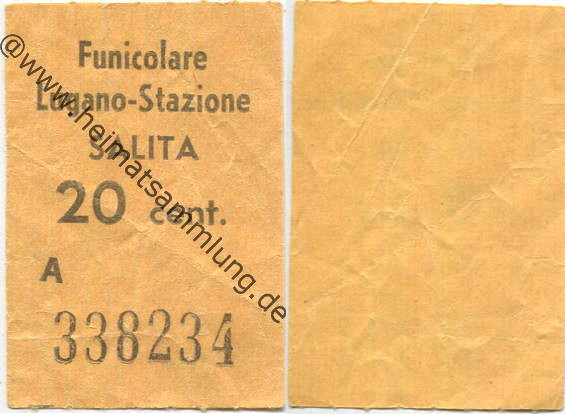 Funicolare
Lugano-Stazione
SALITA
20 cent.
A
338234
@www.heimatsammlung.de